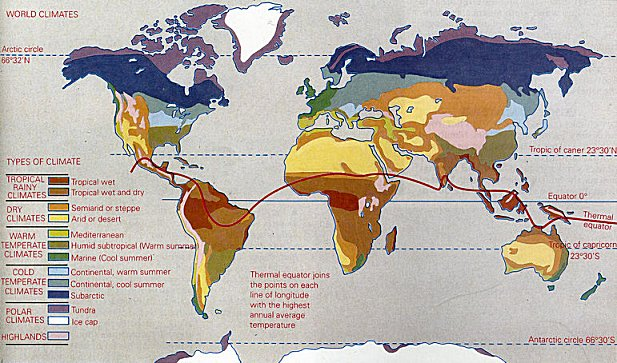 WORLD CLIMATES
Arctic circle
66°32'N
Tropic of caner 23°30'N
Equator 0°
Thermal
equator
Tropic of capricorn
23°30'S
Antarctic circle 66°30'S
TYPES OF CLIMATE
TROPICAL
RAINY
CLIMATES
Tropical wet
Tropical wet and dry
DRY
CLIMATES
Semiarid or steppe
Arid or desert
WARM
TEMPERATE
CLIMATES
Mediterranean
Humid subtropical (Warm summer)
Marine (Cool summer)
COLD
TEMPERATE
CLIMATES
Continental, warm summer
Continental, cool summer
Subarctic
POLAR
CLIMATES
Tundra
Ice cap
HIGHLANDS
Thermal equator joins
the points on each
line of longitude
with the highest
annual average
temperature